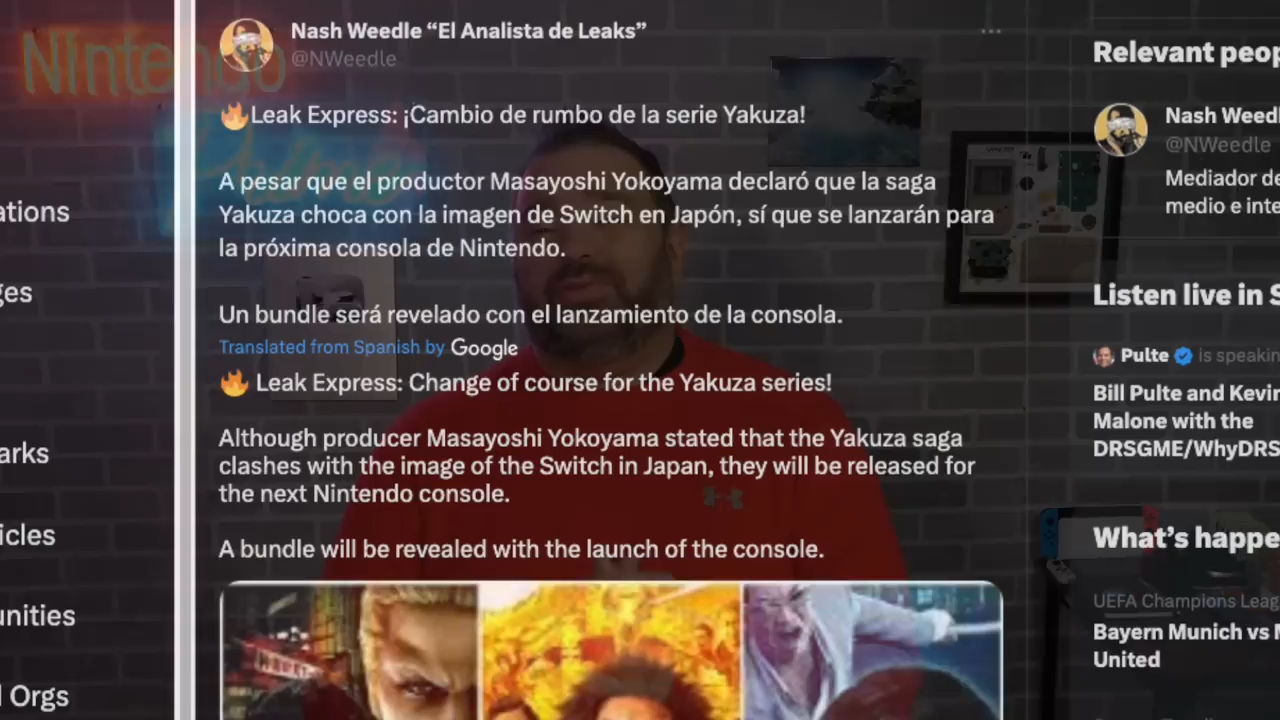 Nintendo
Prime
Nash Weedle “El Analista de Leaks”
@NWeedle
🔥Leak Express: ¡Cambio de rumbo de la serie Yakuza!
A pesar que el productor Masayoshi Yokoyama declaró que la saga
Yakuza choca con la imagen de Switch en Japón, sí que se lanzarán para
la próxima consola de Nintendo.
Un bundle será revelado con el lanzamiento de la consola.
Translated from Spanish by Google
🔥 Leak Express: Change of course for the Yakuza series!
Although producer Masayoshi Yokoyama stated that the Yakuza saga
clashes with the image of the Switch in Japan, they will be released for
the next Nintendo console.
A bundle will be revealed with the launch of the console.
ations
ges
arks
icles
unities
Orgs
Relevant peop
Nash Weedl
@NWeedle
Mediador de
medio e inte
Listen live in S
Pulte is speakin
Bill Pulte and Kevin
Malone with the
DRSGME/WhyDRS
What’s happe
UEFA Champions Leag
Bayern Munich vs M
United